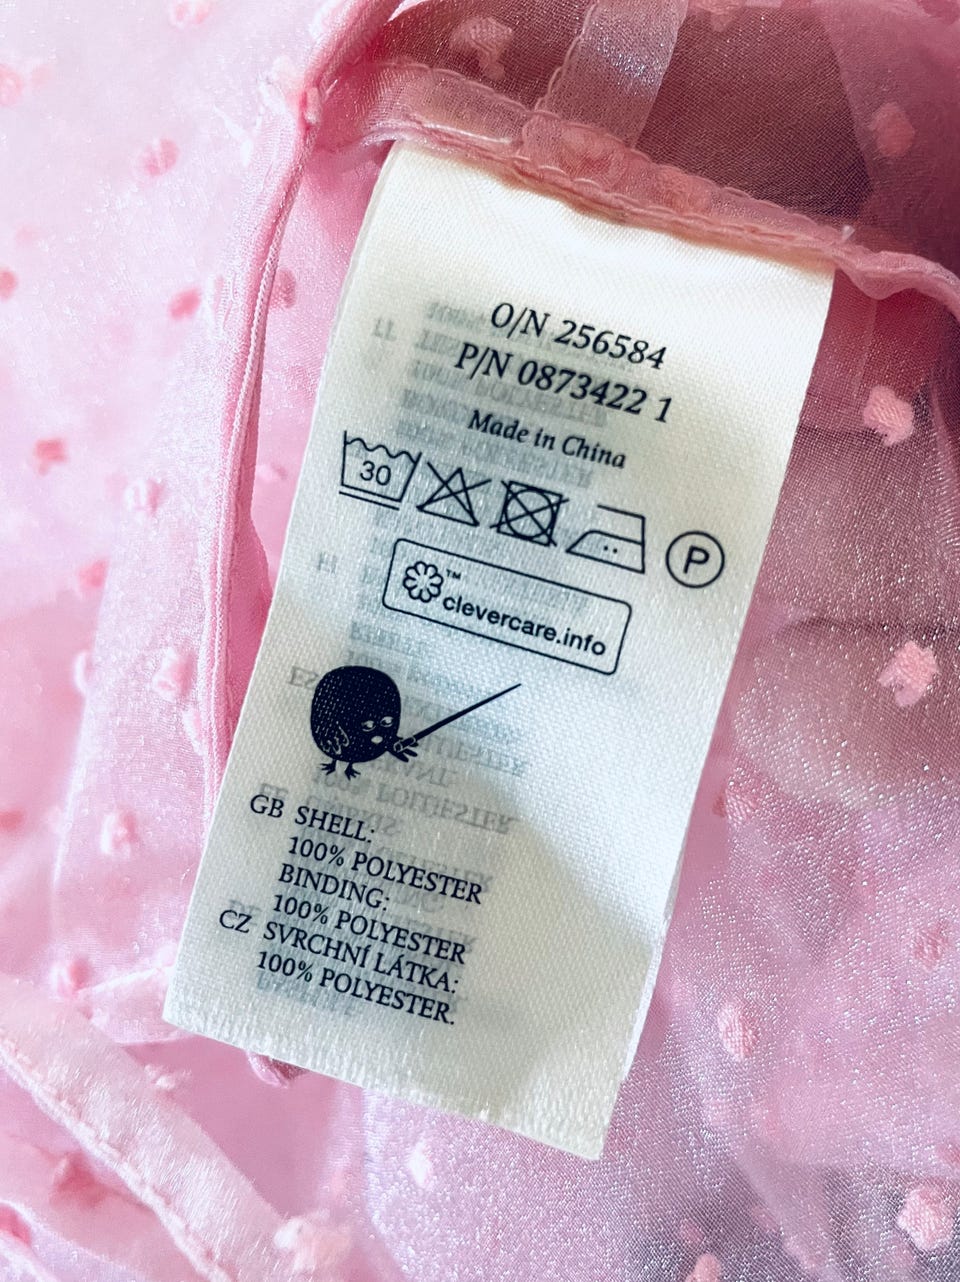 O/N 256584
P/N 0873422 1
Made in China
30
P
™
clevercare.info
GB SHELL:
100% POLYESTER
BINDING:
100% POLYESTER
CZ SVRCHNÍ LÁTKA:
100% POLYESTER.